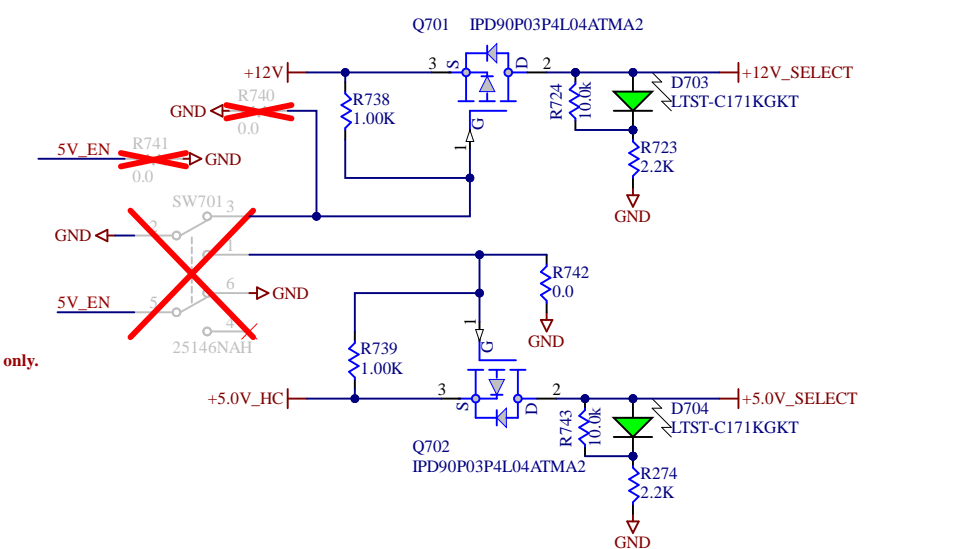 Q701 IPD90P03P4L04ATMA2
+12V 3 S D 2 +12V_SELECT
R740 R738 1.00K R724 10.0k D703 LTST-C171KGKT
GND 0.0 G 1
5V_EN R741 0.0 GND R723 2.2K
GND
SW701 3
GND 2 1
6 GND R742 0.0
5V_EN 5 1 G GND
4
25146NAH
only. R739 1.00K
+5.0V_HC 3 S D 2 +5.0V_SELECT
R743 10.0k D704 LTST-C171KGKT
Q702
IPD90P03P4L04ATMA2
R274 2.2K
GND